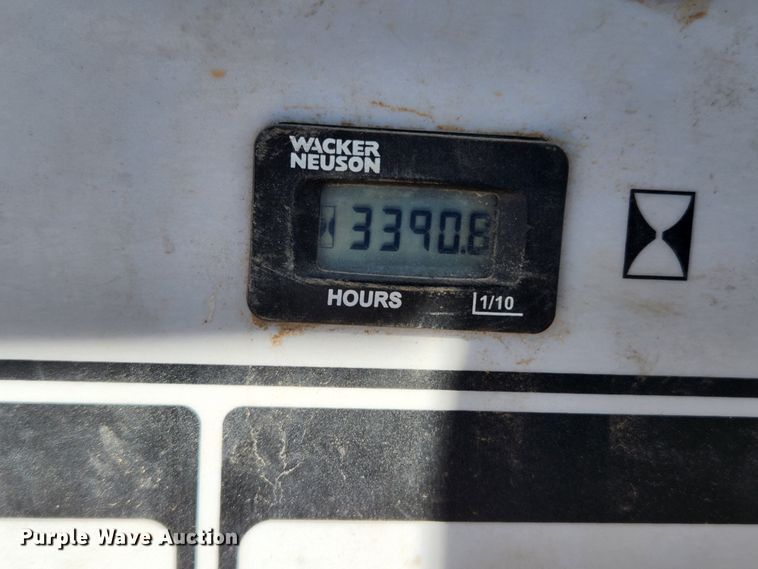 WACKER
NEUSON
3390.8
HOURS 1/10
Purple Wave Auction